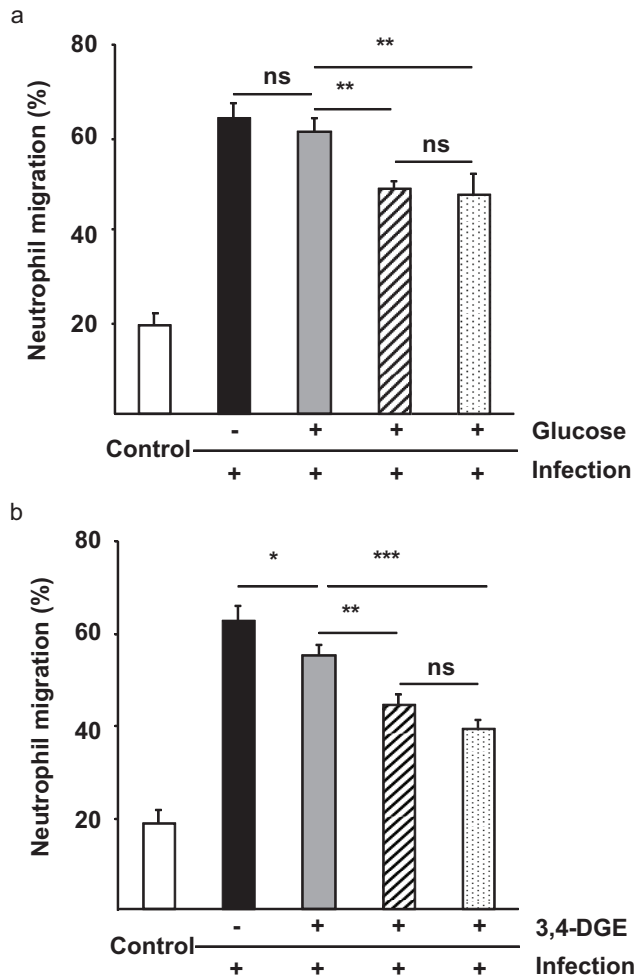 a
80
**
ns
**
60
ns
40
20
Neutrophil migration (%)
- + + + Glucose
Control
+ + + + Infection
b
80
* ***
**
60
ns
40
20
Neutrophil migration (%)
- + + + 3,4-DGE
Control
+ + + + Infection